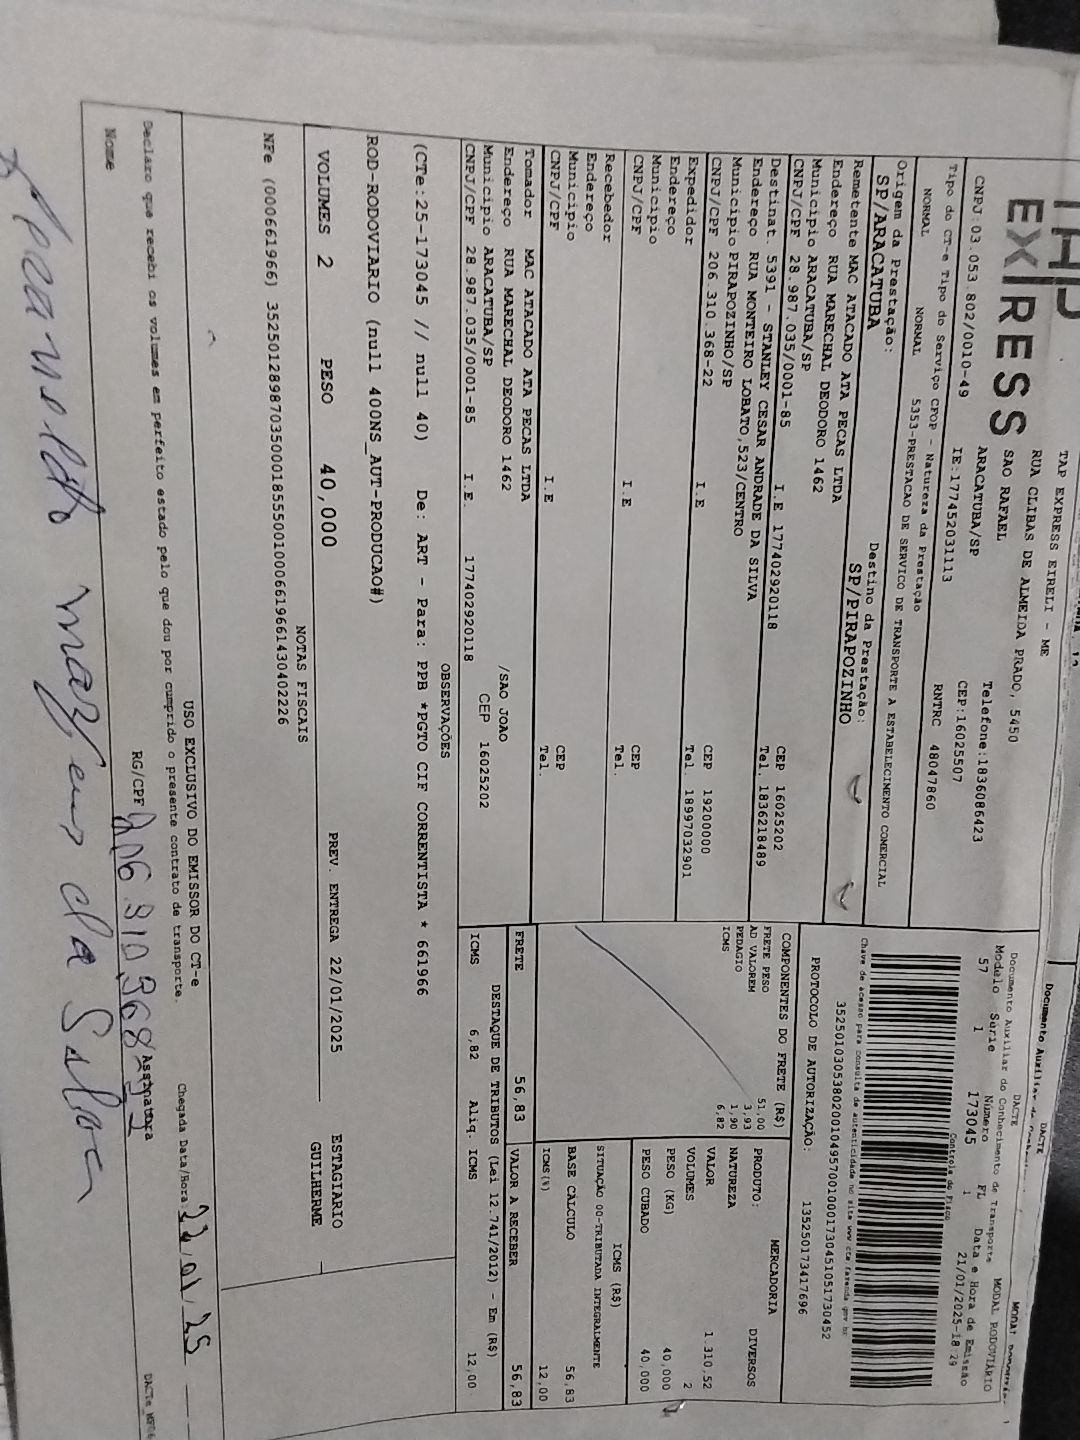 TAP
EX/RESS
TAP EXPRESS EIRELI - ME
RUA CLIBAS DE ALMEIDA PRADO, 5450
SAO RAFAEL
ARACATUBA/SP
Telefone:1836086423
CNPJ:03.053.802/0010-49
IE:177452031113
CEP:16025507
Tipo do CT-e Tipo do Serviço CFOP - Natureza da Prestação
RNTRC 48047860
NORMAL NORMAL 5353-PRESTACAO DE SERVICO DE TRANSPORTE A ESTABELECIMENTO COMERCIAL
Origem da Prestação:
SP/ARACATUBA
Destino da Prestação:
SP/PIRAPOZINHO
Remetente MAC ATACADO ATA PECAS LTDA
Endereço RUA MARECHAL DEODORO 1462
Municipio ARACATUBA/SP
CEP 16025202
CNPJ/CPF 28.987.035/0001-85 I.E 177402920118 Tel. 1836218489
Destinat. 5391 - STANLEY CESAR ANDRADE DA SILVA
Endereço RUA MONTEIRO LOBATO,523/CENTRO
Municipio PIRAPOZINHO/SP
CEP 19200000
CNPJ/CPF 206.310.368-22 I.E Tel. 18997032901
Expedidor
Endereço
Municipio CEP
CNPJ/CPF I.E Tel.
Recebedor
Endereço
Municipio CEP
CNPJ/CPF I.E Tel.
Tomador MAC ATACADO ATA PECAS LTDA
Endereço RUA MARECHAL DEODORO 1462 /SAO JOAO
Municipio ARACATUBA/SP CEP 16025202
CNPJ/CPF 28.987.035/0001-85 I.E. 177402920118
Documento Auxiliar
DACTE
DACTE
Documento Auxiliar do Conhecimento de Transporte
MODAL RODOVIÁRIO
Modelo Série Número FL Data e Hora de Emissão
57 1 173045 1 21/01/2025-18:29
Controle do Fisco
Chave de acesso para consulta de autenticidade no site www.cte.fazenda.gov.br
35250103053802001049570010001730451051730452
PROTOCOLO DE AUTORIZAÇÃO: 135250173417696
COMPONENTES DO FRETE (R$)
FRETE PESO 51,00
AD VALOREM 3,93
PEDAGIO 1,90
ICMS 6,82
MERCADORIA
PRODUTO: DIVERSOS
NATUREZA
VALOR 1.310,52
VOLUMES 2
PESO (KG) 40,000
PESO CUBADO 40,000
ICMS (R$)
SITUAÇÃO 00-TRIBUTADA INTEGRALMENTE
BASE CÁLCULO 56,83
ICMS(%) 12,00
FRETE 56,83
VALOR A RECEBER 56,83
DESTAQUE DE TRIBUTOS (Lei 12.741/2012) - Em (R$)
ICMS 6,82 Aliq. ICMS 12,00
OBSERVAÇÕES
(CTe:25-173045 // null 40) De: ART - Para: PPB *PGTO CIF CORRENTISTA * 661966
ROD-RODOVIARIO (null 400NS_AUT-PRODUCAO#)
VOLUMES 2 PESO 40,000 PREV. ENTREGA 22/01/2025
ESTAGIARIO
GUILHERME
NOTAS FISCAIS
NFe (000661966) 35250128987035000185550010006619661430402226
USO EXCLUSIVO DO EMISSOR DO CT-e
Declaro que recebi os volumes em perfeito estado pelo que dou por cumprido o presente contrato de transporte.
Chegada Data/Hora: 22/01/25
Nome RG/CPF 206 310.368-22 Assinatura
da Silva